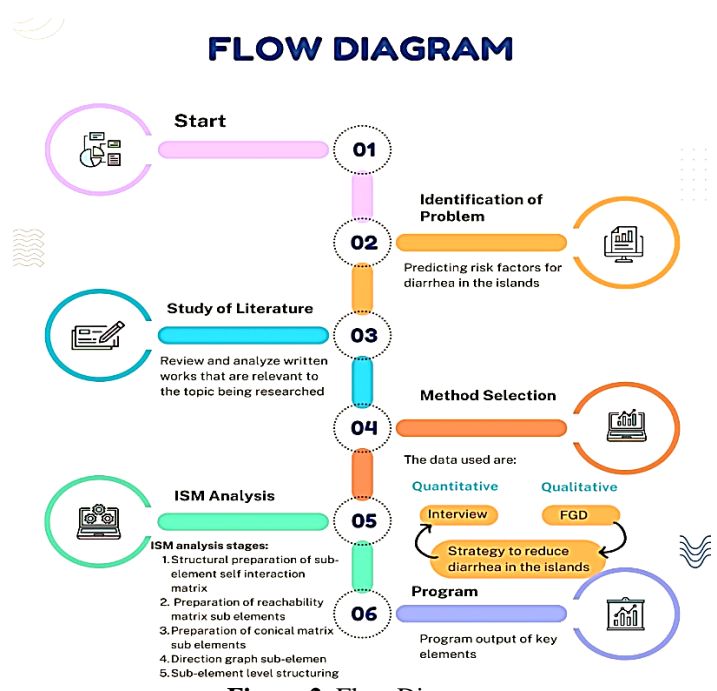 FLOW DIAGRAM
Start
01
Identification of
Problem
02
Predicting risk factors for
diarrhea in the islands
Study of Literature
03
Review and analyze written
works that are relevant to
the topic being researched
Method Selection
04
The data used are:
Quantitative
Qualitative
Interview
FGD
Strategy to reduce
diarrhea in the islands
ISM Analysis
05
ISM analysis stages:
1. Structural preparation of sub-
element self interaction
matrix
2. Preparation of reachability
matrix sub elements
3. Preparation of conical matrix
sub elements
4. Direction graph sub-elemen
5. Sub-element level structuring
Program
06
Program output of key
elements